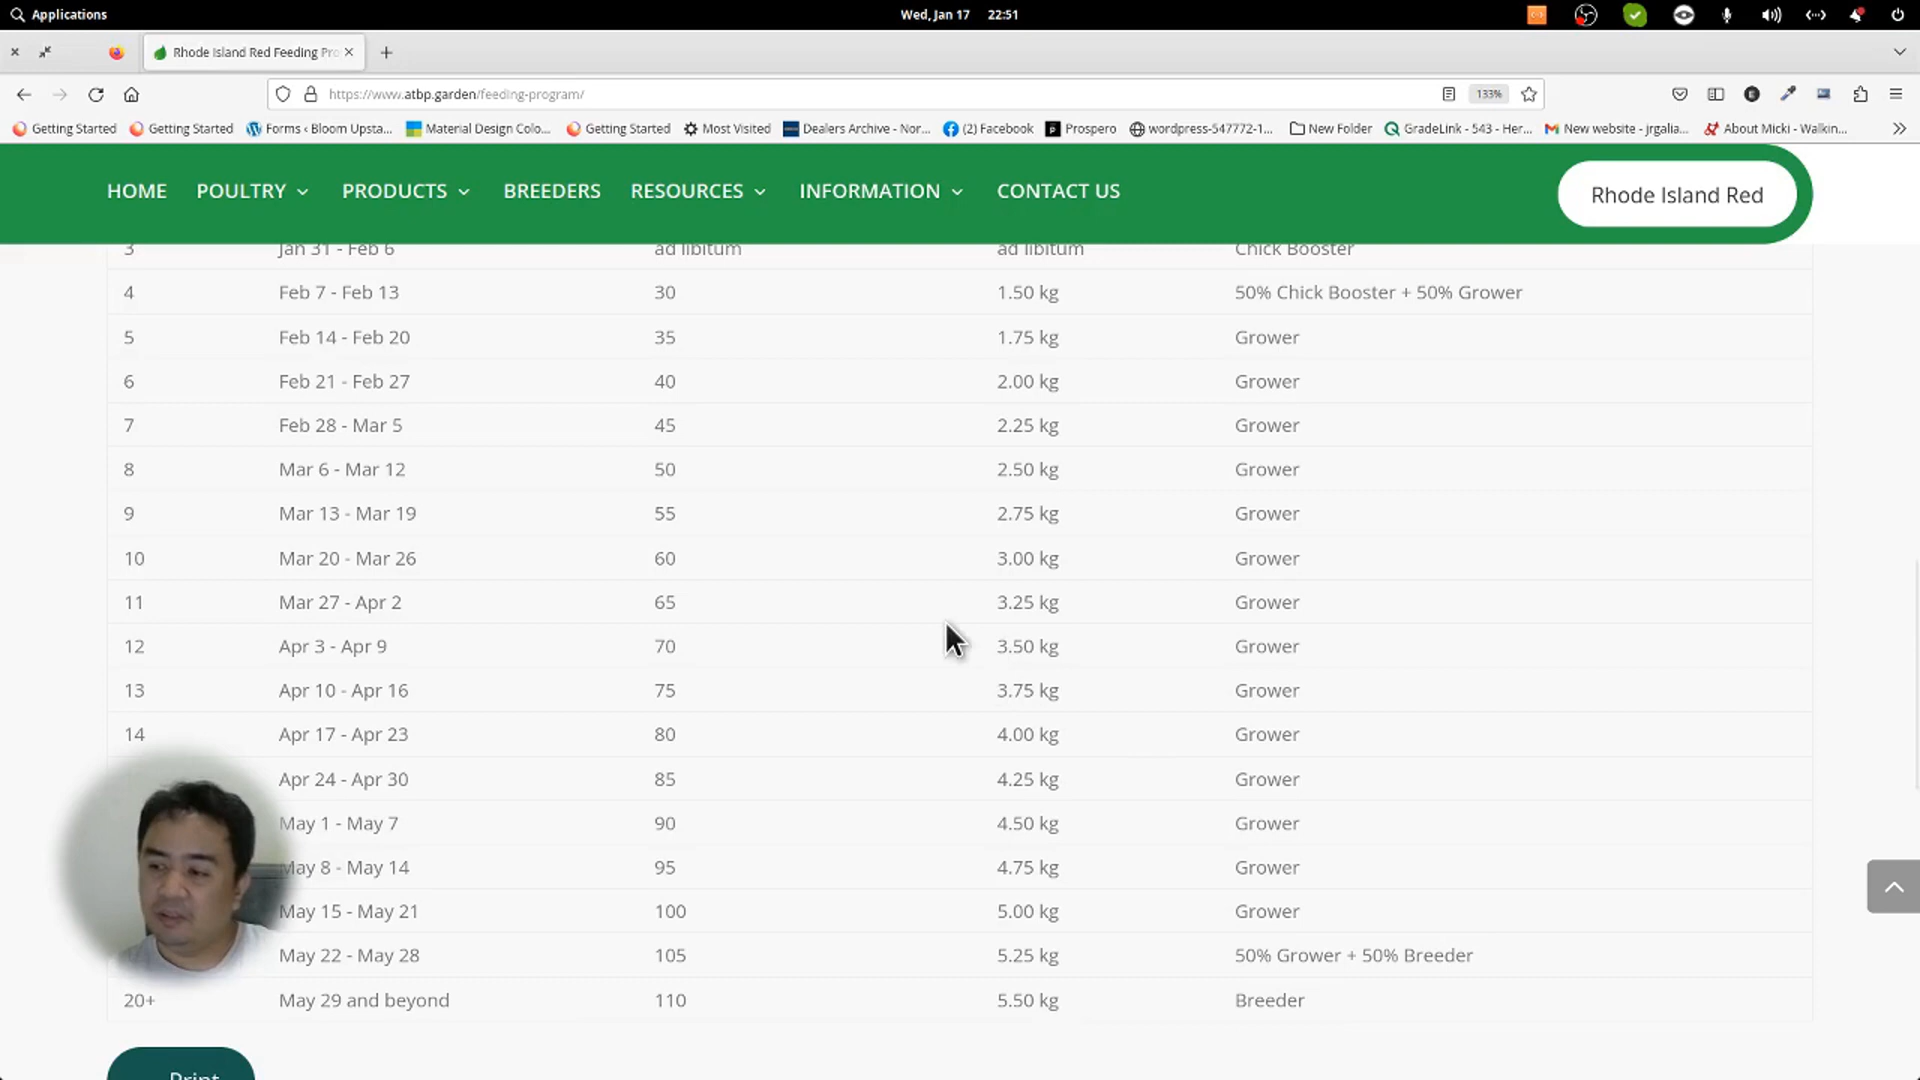 Applications
Wed, Jan 17 22:51
Rhode Island Red Feeding Pro
https://www.atbp.garden/feeding-program/
133%
Getting Started Getting Started Forms ‹ Bloom Upsta... Material Design Colo... Getting Started Most Visited Dealers Archive - Nor... (2) Facebook Prospero wordpress-547772-1... New Folder GradeLink - 543 - Her... New website - jrgalia... About Micki - Walkin...
HOME POULTRY PRODUCTS BREEDERS RESOURCES INFORMATION CONTACT US Rhode Island Red
3 Jan 31 - Feb 6 ad libitum ad libitum Chick Booster
4 Feb 7 - Feb 13 30 1.50 kg 50% Chick Booster + 50% Grower
5 Feb 14 - Feb 20 35 1.75 kg Grower
6 Feb 21 - Feb 27 40 2.00 kg Grower
7 Feb 28 - Mar 5 45 2.25 kg Grower
8 Mar 6 - Mar 12 50 2.50 kg Grower
9 Mar 13 - Mar 19 55 2.75 kg Grower
10 Mar 20 - Mar 26 60 3.00 kg Grower
11 Mar 27 - Apr 2 65 3.25 kg Grower
12 Apr 3 - Apr 9 70 3.50 kg Grower
13 Apr 10 - Apr 16 75 3.75 kg Grower
14 Apr 17 - Apr 23 80 4.00 kg Grower
Apr 24 - Apr 30 85 4.25 kg Grower
May 1 - May 7 90 4.50 kg Grower
May 8 - May 14 95 4.75 kg Grower
May 15 - May 21 100 5.00 kg Grower
May 22 - May 28 105 5.25 kg 50% Grower + 50% Breeder
20+ May 29 and beyond 110 5.50 kg Breeder
Print